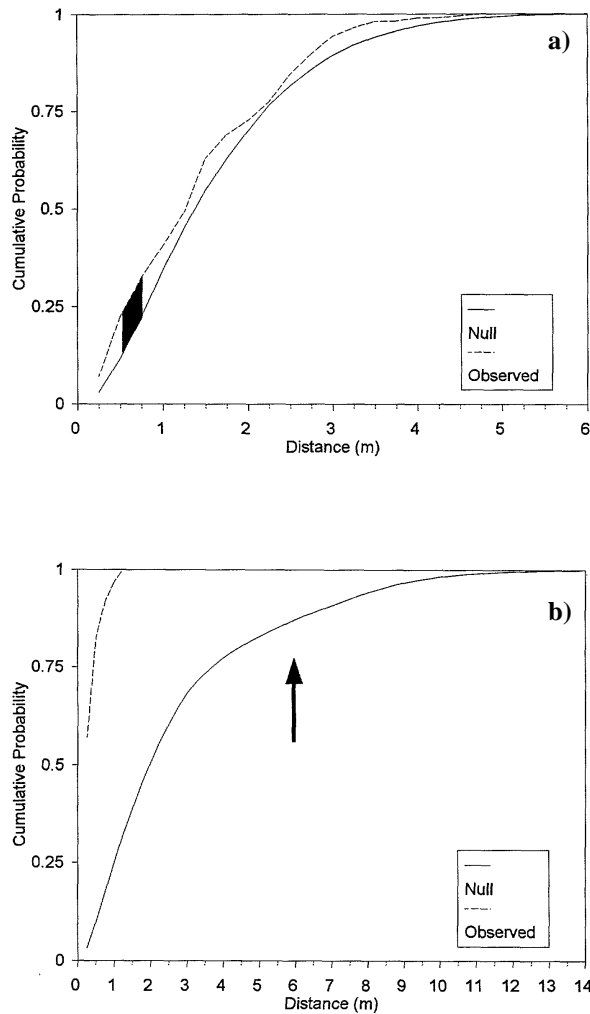 a)
1
0.75
0.5
0.25
0
Cumulative Probability
Null
Observed
0 1 2 3 4 5 6
Distance (m)
b)
1
0.75
0.5
0.25
0
Cumulative Probability
Null
Observed
0 1 2 3 4 5 6 7 8 9 10 11 12 13 14
Distance (m)